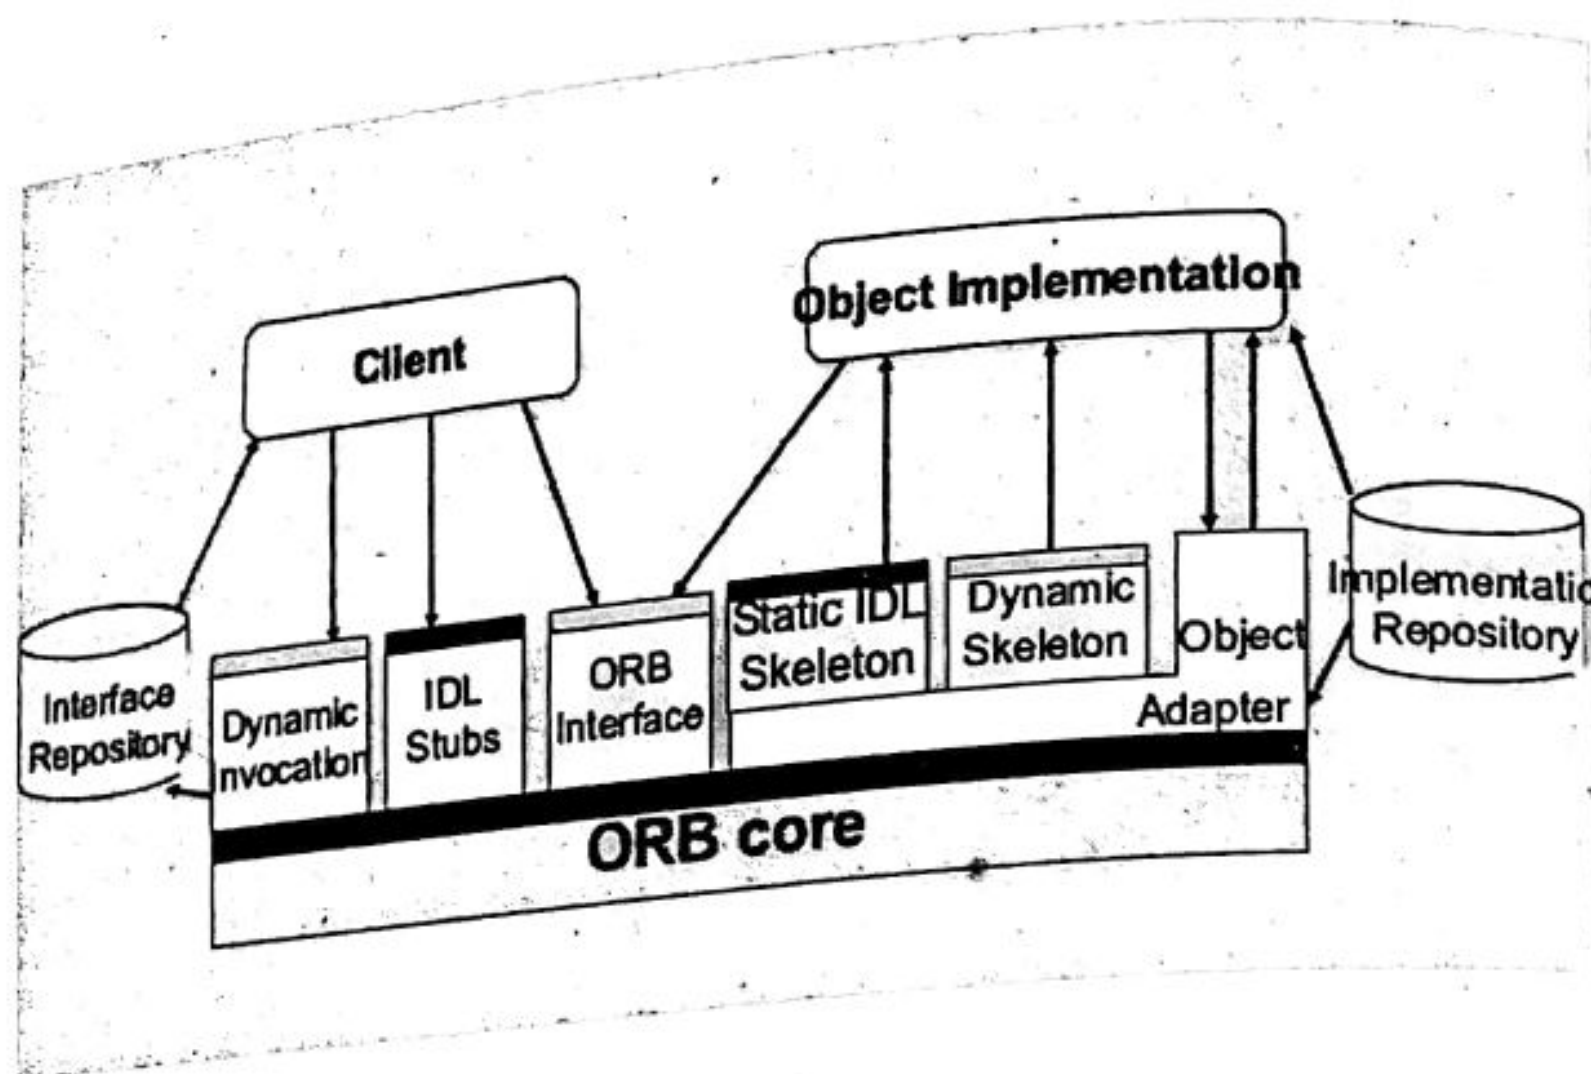 Object Implementation
Client
Interface
Repository
Dynamic
nvocation
IDL
Stubs
ORB
Interface
Static IDL
Skeleton
Dynamic
Skeleton
Object
Adapter
Implementatio
Repository
ORB core